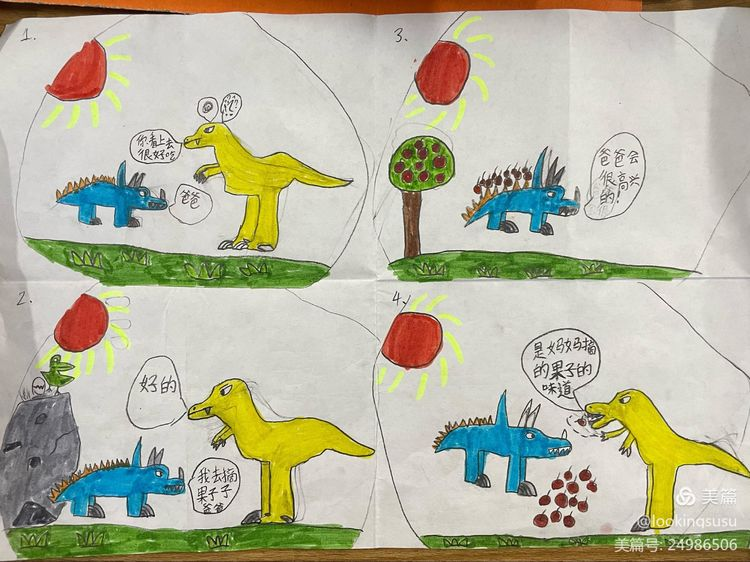 1.
你看上去
很好吃
爸爸
2.
好的
我去摘
果子了
爸爸
3.
爸爸会
很高兴
的!
4.
是妈妈摘
的果子的
味道
美篇
@lookingsusu
美篇号: 24986506